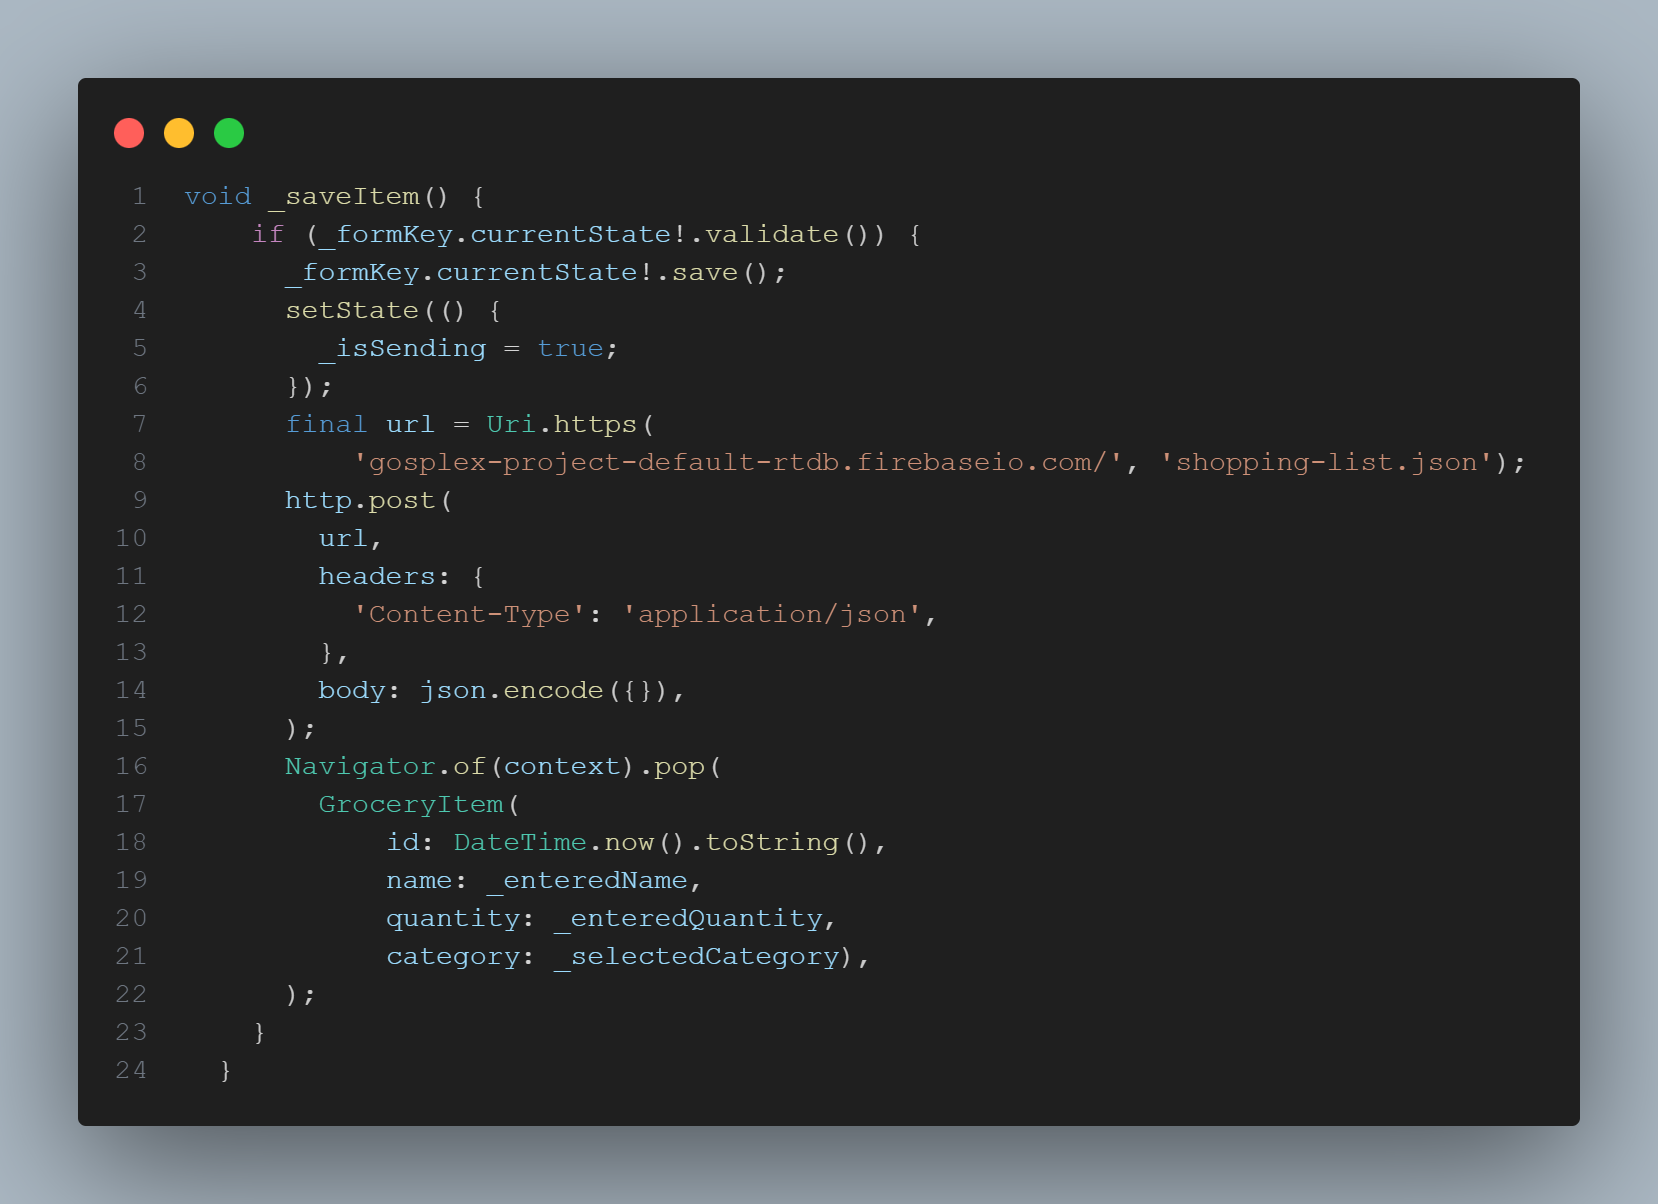 1 void _saveItem() {
2 if (_formKey.currentState!.validate()) {
3 _formKey.currentState!.save();
4 setState(() {
5 _isSending = true;
6 });
7 final url = Uri.https(
8 'gosplex-project-default-rtdb.firebaseio.com/', 'shopping-list.json');
9 http.post(
10 url,
11 headers: {
12 'Content-Type': 'application/json',
13 },
14 body: json.encode({}),
15 );
16 Navigator.of(context).pop(
17 GroceryItem(
18 id: DateTime.now().toString(),
19 name: _enteredName,
20 quantity: _enteredQuantity,
21 category: _selectedCategory),
22 );
23 }
24 }